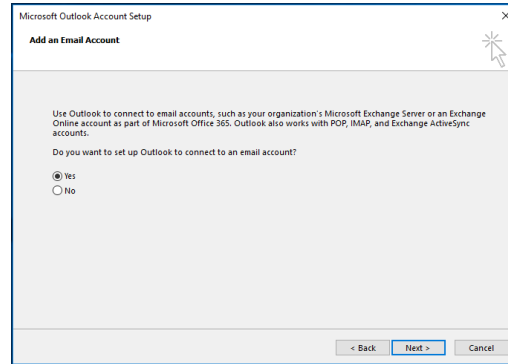 Microsoft Outlook Account Setup
Add an Email Account
Use Outlook to connect to email accounts, such as your organization's Microsoft Exchange Server or an Exchange
Online account as part of Microsoft Office 365. Outlook also works with POP, IMAP, and Exchange ActiveSync
accounts.
Do you want to set up Outlook to connect to an email account?
Yes
No
< Back Next > Cancel